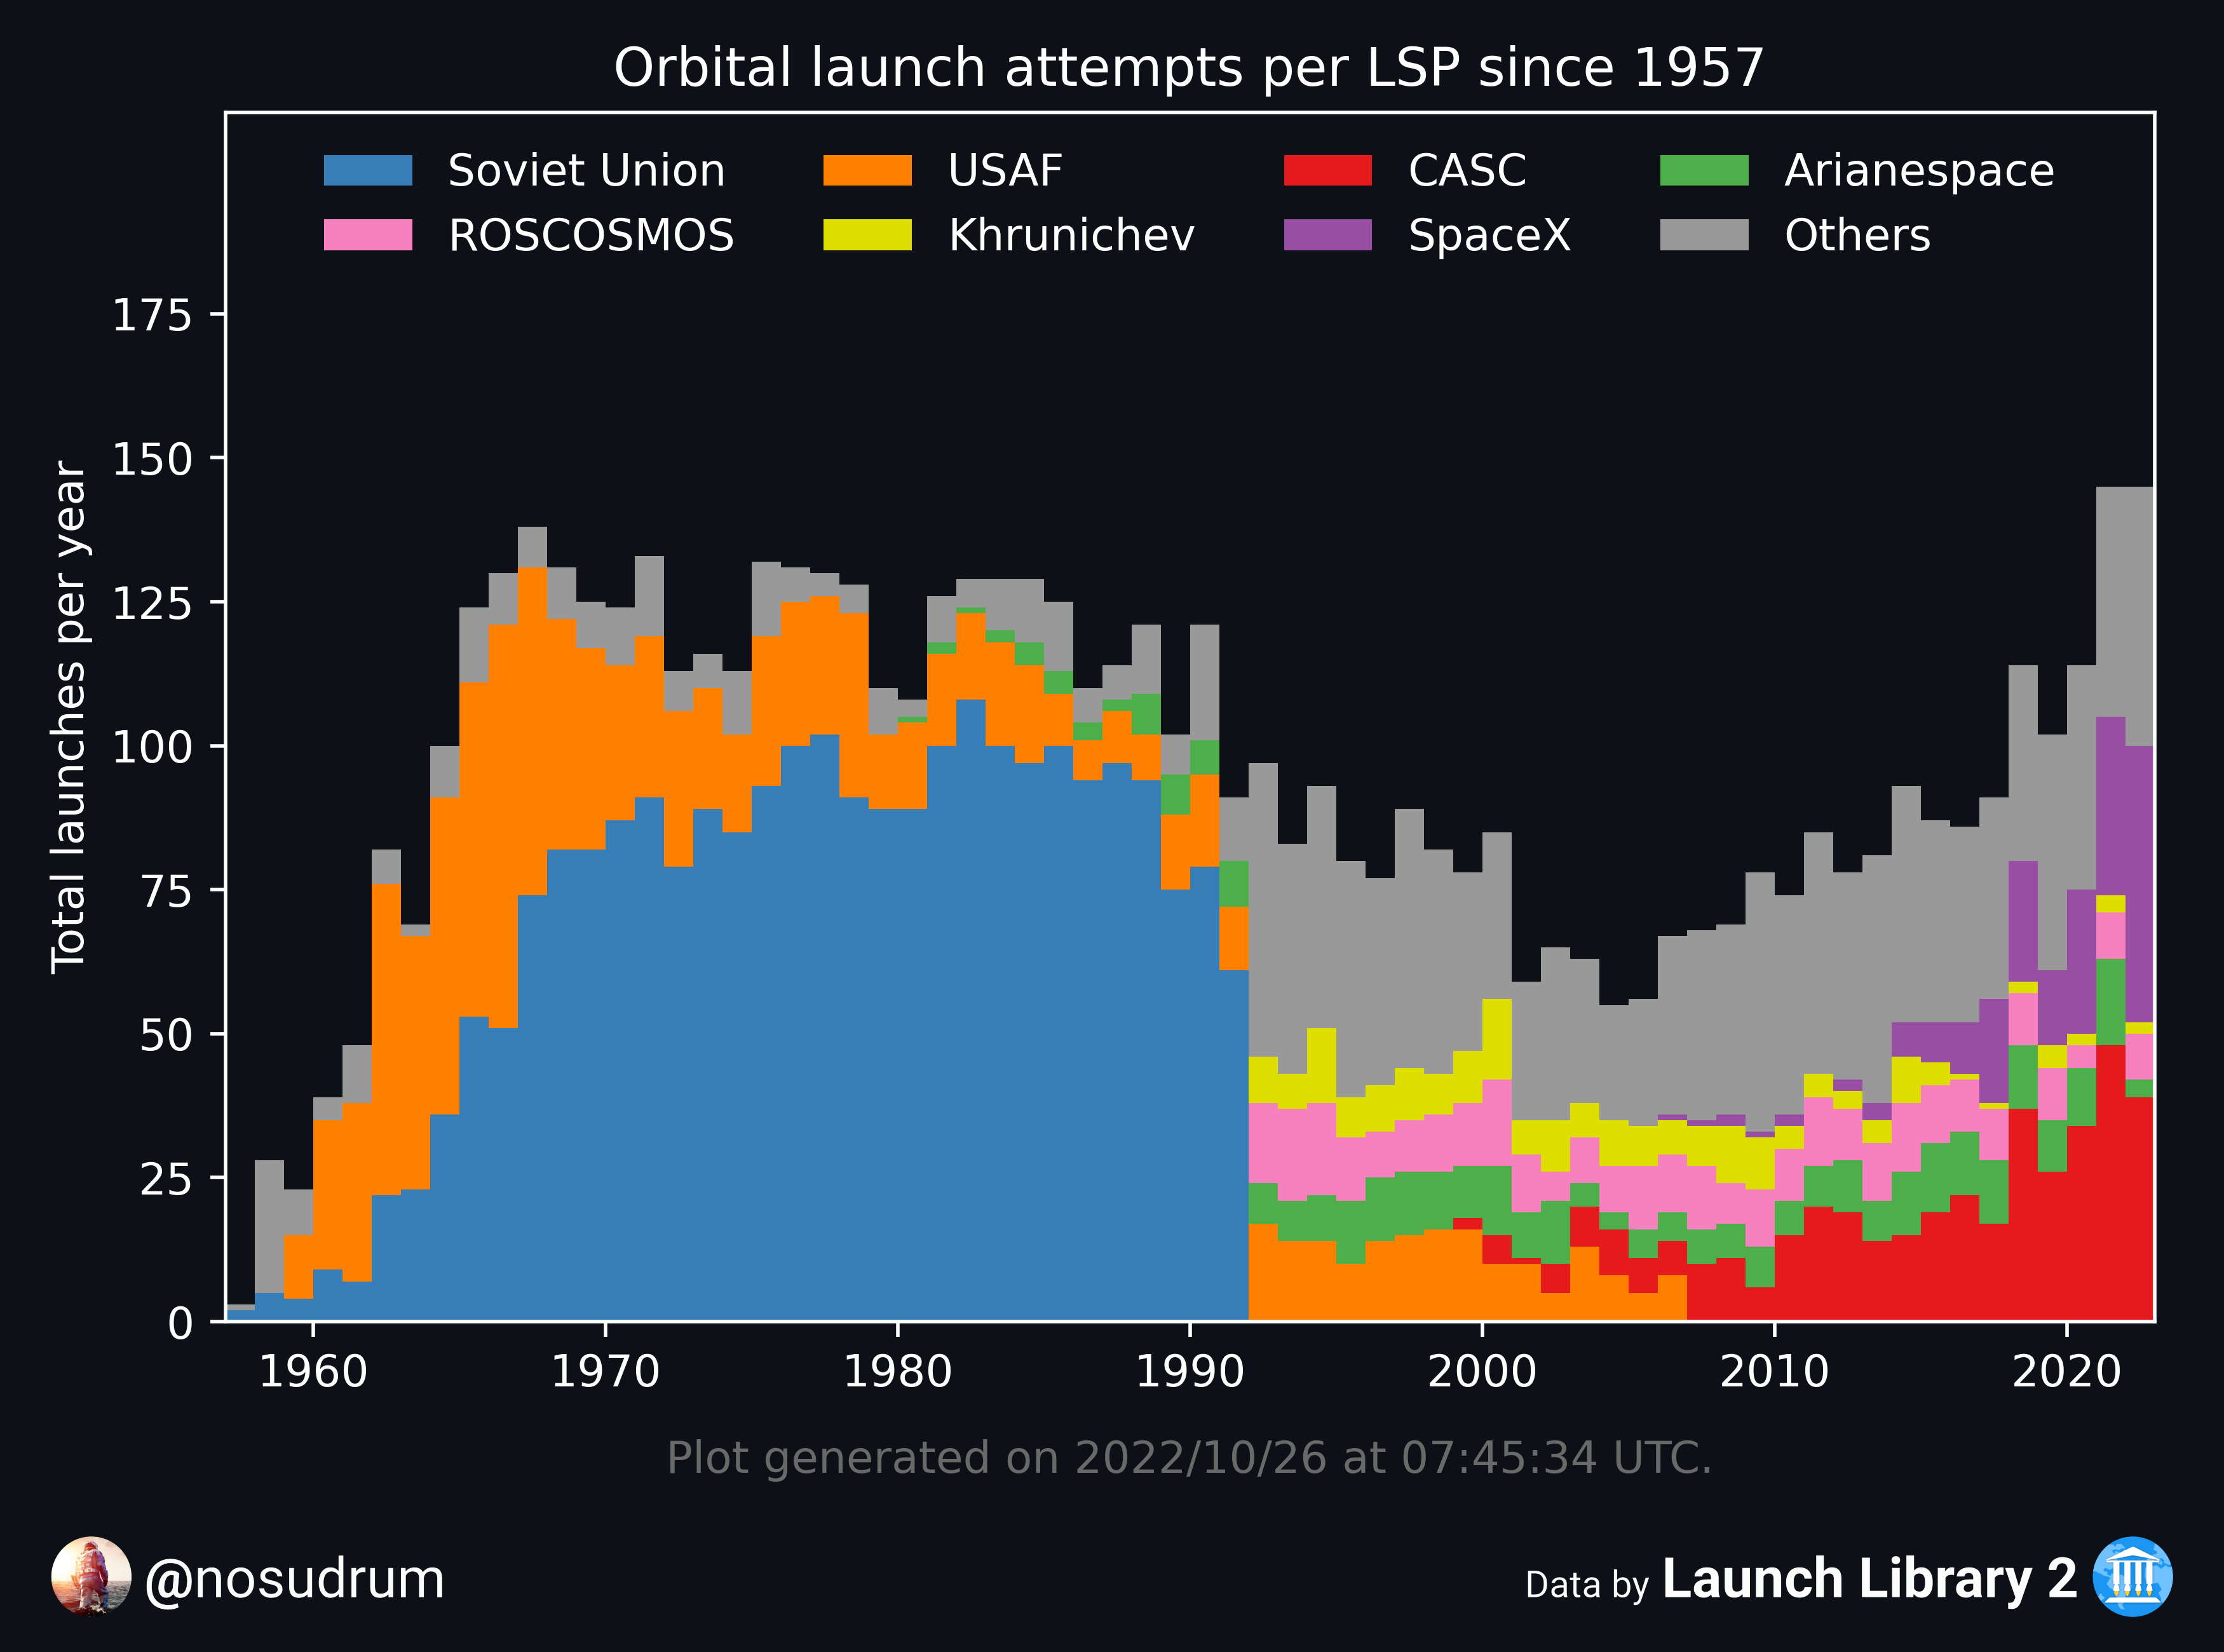 Orbital launch attempts per LSP since 1957
Soviet Union
USAF
CASC
Arianespace
ROSCOSMOS
Khrunichev
SpaceX
Others
Total launches per year
175
150
125
100
75
50
25
0
1960
1970
1980
1990
2000
2010
2020
Plot generated on 2022/10/26 at 07:45:34 UTC.
@nosudrum
Data by Launch Library 2